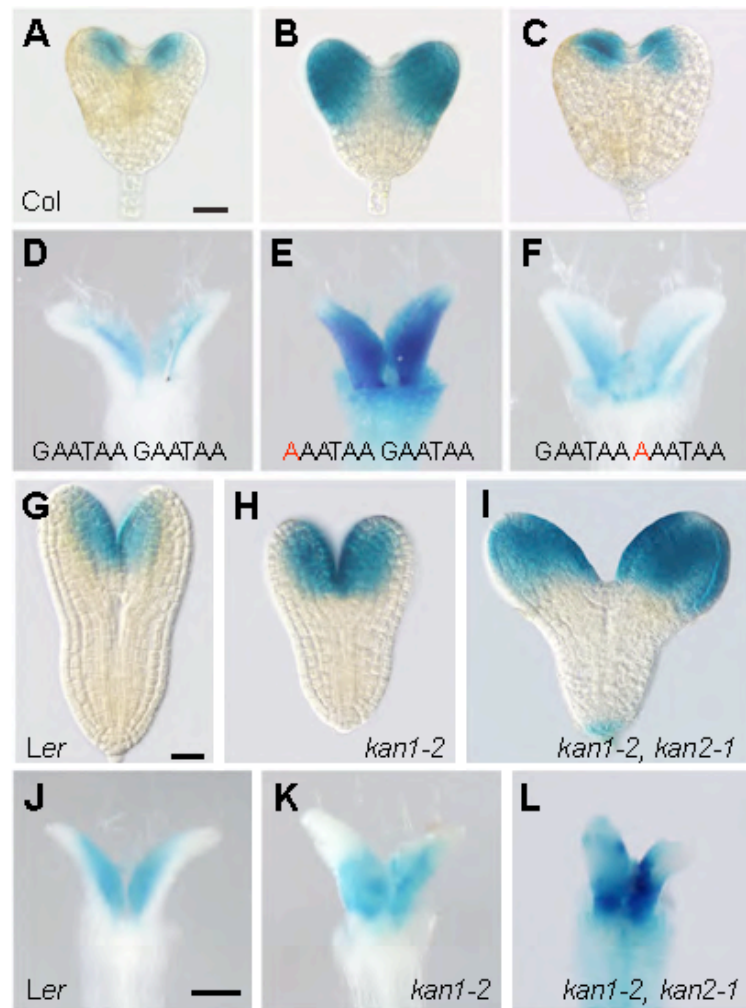 A B C
Col
D E F
GAATAA GAATAA AAATAA GAATAA GAATAA AAATAA
G H I
Ler kan1-2 kan1-2, kan2-1
J K L
Ler kan1-2 kan1-2, kan2-1